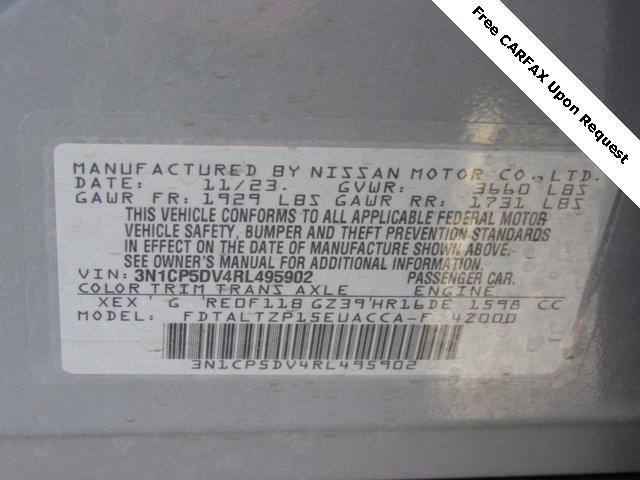 Free CARFAX Upon Request
MANUFACTURED BY NISSAN MOTOR CO., LTD.
DATE: 11/23. GVWR: 3660 LBS
GAWR FR: 1929 LBS GAWR RR: 1731 LBS
THIS VEHICLE CONFORMS TO ALL APPLICABLE FEDERAL MOTOR
VEHICLE SAFETY, BUMPER AND THEFT PREVENTION STANDARDS
IN EFFECT ON THE DATE OF MANUFACTURE SHOWN ABOVE.
SEE OWNER'S MANUAL FOR ADDITIONAL INFORMATION.
VIN: 3N1CP5DV4RL495902 PASSENGER CAR.
COLOR TRIM TRANS AXLE ENGINE
XEX G RE0F11B GZ39 HR16DE 1598 CC
MODEL: FDTALTZP15EUACCA-F 4Z000
3N1CP5DV4RL495902